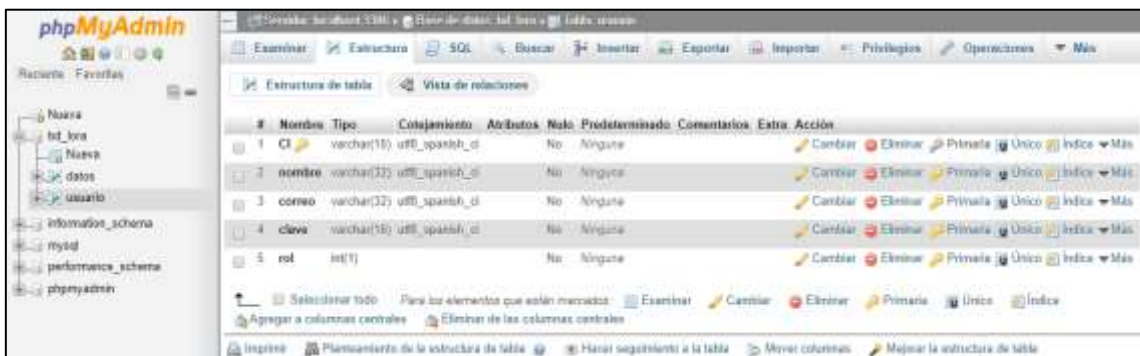 phpMyAdmin
Reciente Favoritas
Nueva
Nueva
datos
usuario
information_schema
mysql
performance_schema
phpmyadmin
Examinar Estructura SQL Buscar Insertar Exportar Importar Privilegios Operaciones Más
Estructura de tabla Vista de relaciones
# Nombre Tipo Cotejamiento Atributos Nulo Predeterminado Comentarios Extra Acción
1 CI utf8_spanish_ci No Ninguna Cambiar Eliminar Primaria Único Índice Más
2 nombre varchar(32) utf8_spanish_ci No Ninguna Cambiar Eliminar Primaria Único Índice Más
3 correo varchar(32) utf8_spanish_ci No Ninguna Cambiar Eliminar Primaria Único Índice Más
4 clave varchar(16) utf8_spanish_ci No Ninguna Cambiar Eliminar Primaria Único Índice Más
5 rol int(1) No Ninguna Cambiar Eliminar Primaria Único Índice Más
Seleccionar todo Para los elementos que están marcados: Examinar Cambiar Eliminar Primaria Único Índice
Agregar a columnas centrales Eliminar de las columnas centrales
Imprimir Planteamiento de la estructura de tabla Hacer seguimiento a la tabla Mover columnas Mejorar la estructura de tabla